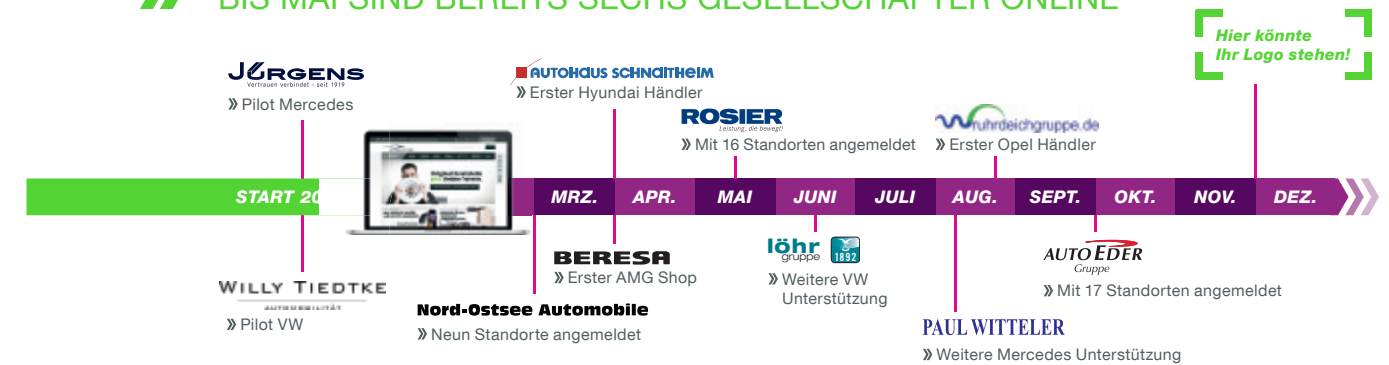 BIS MAI SIND BEREITS SECHS GESELLSCHAFTER ONLINE
Hier könnte
Ihr Logo stehen!
JÜRGENS
Vertrauen verbindet - seit 1919
» Pilot Mercedes
AUTOHAUS SCHNAITHEIM
» Erster Hyundai Händler
ROSIER
Leistung, die bewegt!
» Mit 16 Standorten angemeldet
ruhrdeichgruppe.de
» Erster Opel Händler
START 20
MRZ.
APR.
MAI
JUNI
JULI
AUG.
SEPT.
OKT.
NOV.
DEZ.
WILLY TIEDTKE
AUTOMOBILITÄT
» Pilot VW
Nord-Ostsee Automobile
» Neun Standorte angemeldet
BERESA
» Erster AMG Shop
löhr
gruppe
1892
» Weitere VW
Unterstützung
PAUL WITTELER
» Weitere Mercedes Unterstützung
AUTO EDER
Gruppe
» Mit 17 Standorten angemeldet